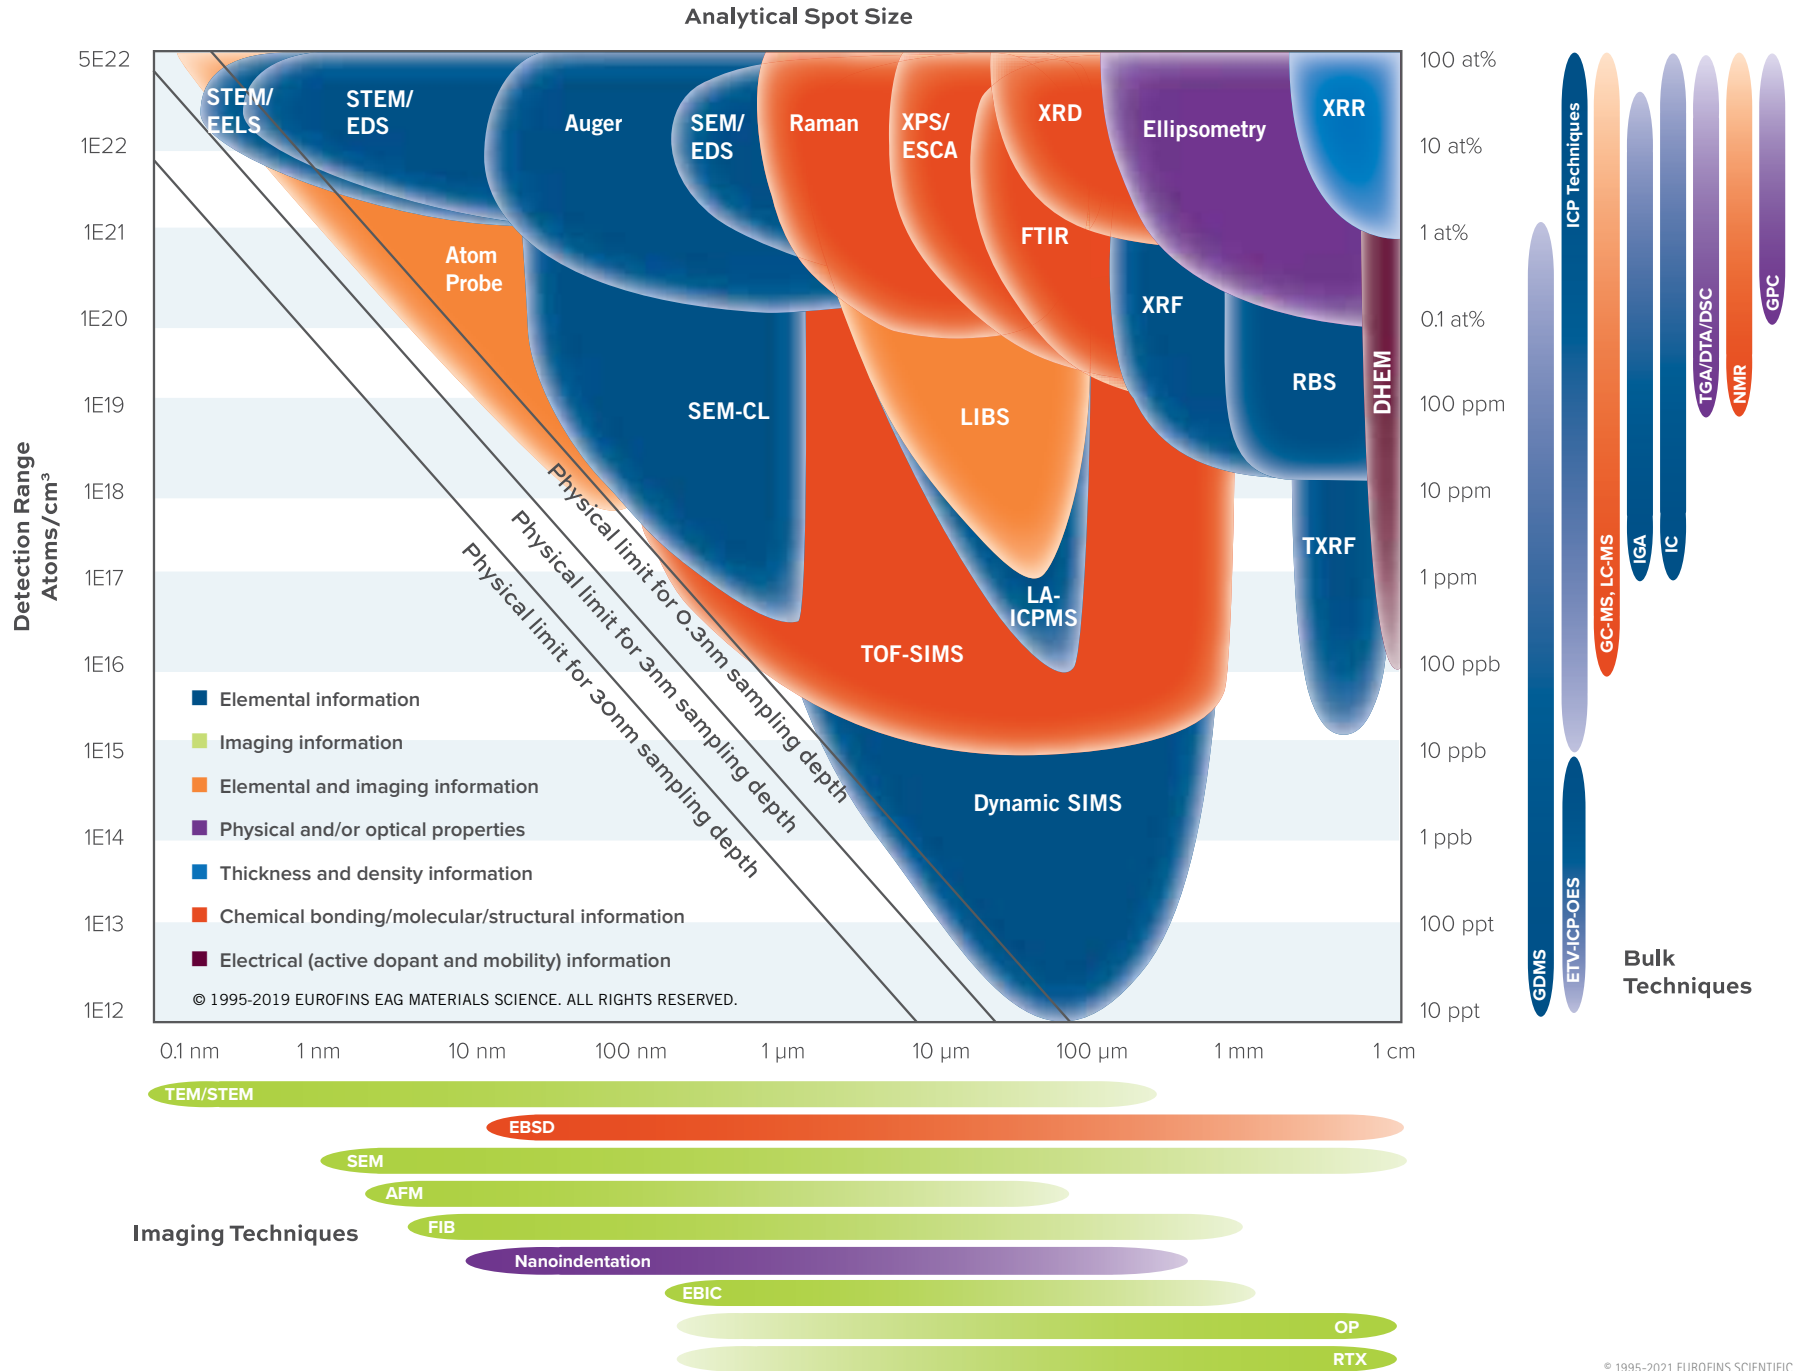 Analytical Spot Size
Detection Range
Atoms/cm³
5E22
1E22
1E21
1E20
1E19
1E18
1E17
1E16
1E15
1E14
1E13
1E12
100 at%
10 at%
1 at%
0.1 at%
100 ppm
10 ppm
1 ppm
100 ppb
10 ppb
1 ppb
100 ppt
10 ppt
STEM/
EELS
STEM/
EDS
Auger
SEM/
EDS
Raman
XPS/
ESCA
XRD
Ellipsometry
XRR
FTIR
Atom
Probe
XRF
RBS
DHEM
SEM-CL
LIBS
TXRF
LA-
ICPMS
TOF-SIMS
Dynamic SIMS
Physical limit for 0.3nm sampling depth
Physical limit for 3nm sampling depth
Physical limit for 30nm sampling depth
Elemental information
Imaging information
Elemental and imaging information
Physical and/or optical properties
Thickness and density information
Chemical bonding/molecular/structural information
Electrical (active dopant and mobility) information
© 1995-2019 EUROFINS EAG MATERIALS SCIENCE. ALL RIGHTS RESERVED.
0.1 nm
1 nm
10 nm
100 nm
1 µm
10 µm
100 µm
1 mm
1 cm
GDMS
ICP Techniques
ETV-ICP-OES
GC-MS, LC-MS
IGA
IC
TGA/DTA/DSC
NMR
GPC
Bulk
Techniques
Imaging Techniques
TEM/STEM
EBSD
SEM
AFM
FIB
Nanoindentation
EBIC
OP
RTX
© 1995-2021 EUROFINS SCIENTIFIC